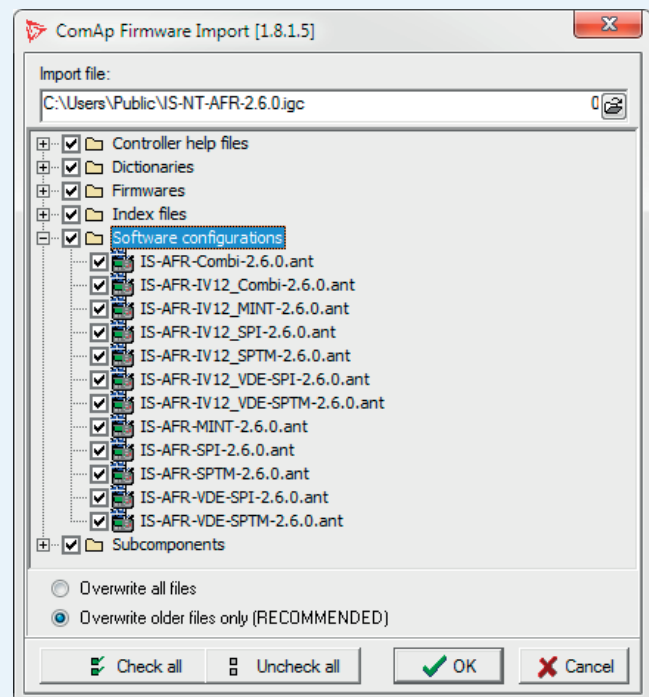 ComAp Firmware Import [1.8.1.5]
Import file:
C:\Users\Public\IS-NT-AFR-2.6.0.igc 0
Controller help files
Dictionaries
Firmwares
Index files
Software configurations
IS-AFR-Combi-2.6.0.ant
IS-AFR-IV12_Combi-2.6.0.ant
IS-AFR-IV12_MINT-2.6.0.ant
IS-AFR-IV12_SPI-2.6.0.ant
IS-AFR-IV12_SPTM-2.6.0.ant
IS-AFR-IV12_VDE-SPI-2.6.0.ant
IS-AFR-IV12_VDE-SPTM-2.6.0.ant
IS-AFR-MINT-2.6.0.ant
IS-AFR-SPI-2.6.0.ant
IS-AFR-SPTM-2.6.0.ant
IS-AFR-VDE-SPI-2.6.0.ant
IS-AFR-VDE-SPTM-2.6.0.ant
Subcomponents
Overwrite all files
Overwrite older files only (RECOMMENDED)
Check all Uncheck all OK Cancel